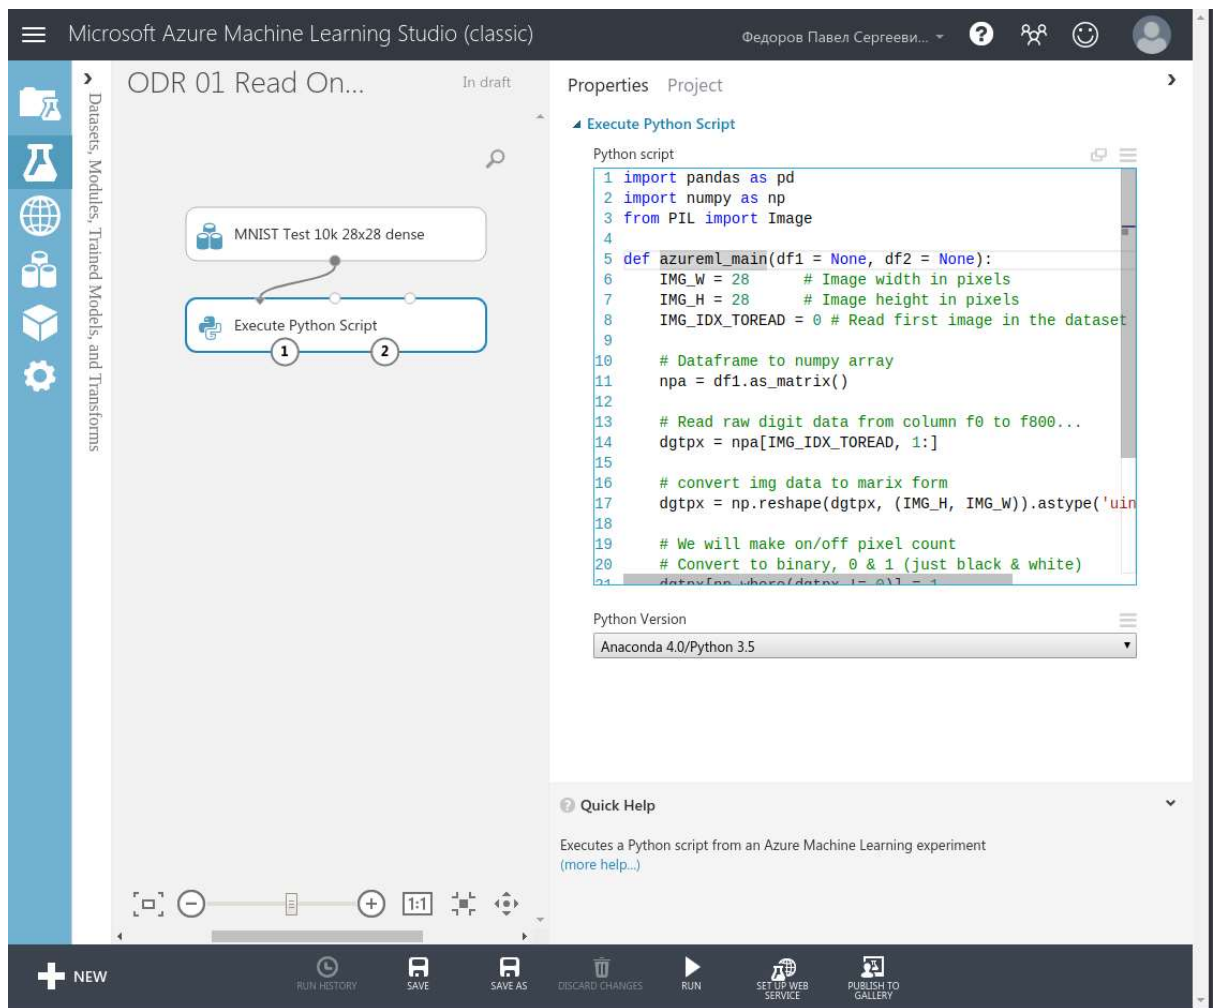 Microsoft Azure Machine Learning Studio (classic)
Федоров Павел Сергееви...
Datasets, Modules, Trained Models, and Transforms
ODR 01 Read On...
In draft
MNIST Test 10k 28x28 dense
Execute Python Script
1
2
1:1
Properties
Project
Execute Python Script
Python script
1 import pandas as pd
2 import numpy as np
3 from PIL import Image
4
5 def azureml_main(df1 = None, df2 = None):
6     IMG_W = 28      # Image width in pixels
7     IMG_H = 28      # Image height in pixels
8     IMG_IDX_TOREAD = 0 # Read first image in the dataset
9
10     # Dataframe to numpy array
11     npa = df1.as_matrix()
12
13     # Read raw digit data from column f0 to f800...
14     dgtpx = npa[IMG_IDX_TOREAD, 1:]
15
16     # convert img data to marix form
17     dgtpx = np.reshape(dgtpx, (IMG_H, IMG_W)).astype('uin
18
19     # We will make on/off pixel count
20     # Convert to binary, 0 & 1 (just black & white)
21     dgtpx[np.where(dgtpx != 0)] = 1
Python Version
Anaconda 4.0/Python 3.5
Quick Help
Executes a Python script from an Azure Machine Learning experiment
(more help...)
NEW
RUN HISTORY
SAVE
SAVE AS
DISCARD CHANGES
RUN
SET UP WEB
SERVICE
PUBLISH TO
GALLERY